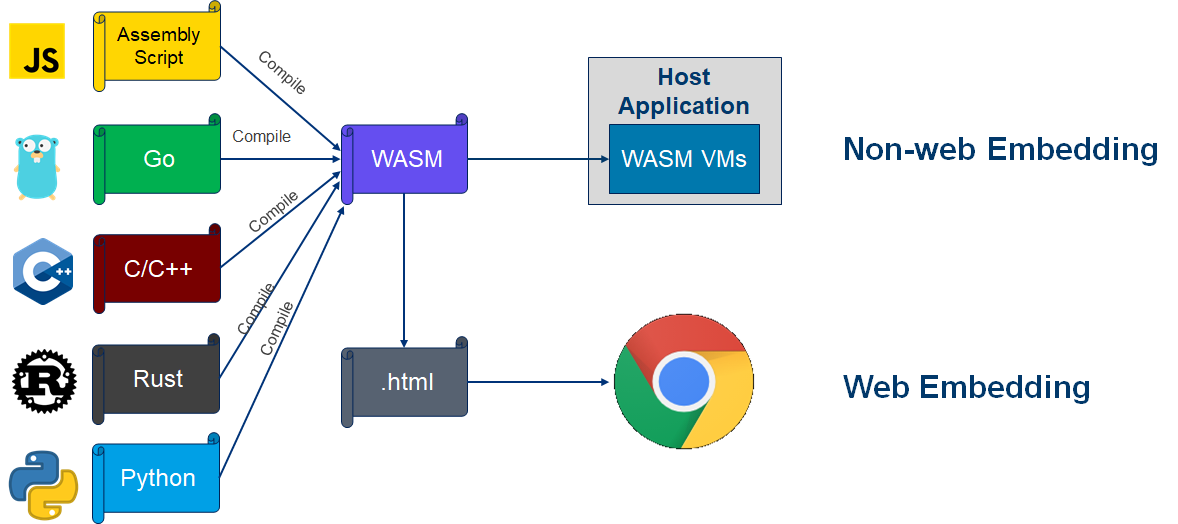 JS
Assembly
Script
Compile
Host
Application
Go
Compile
WASM
WASM VMs
Non-web Embedding
C/C++
Compile
C++
Rust
Compile
R
.html
Web Embedding
Python
Compile